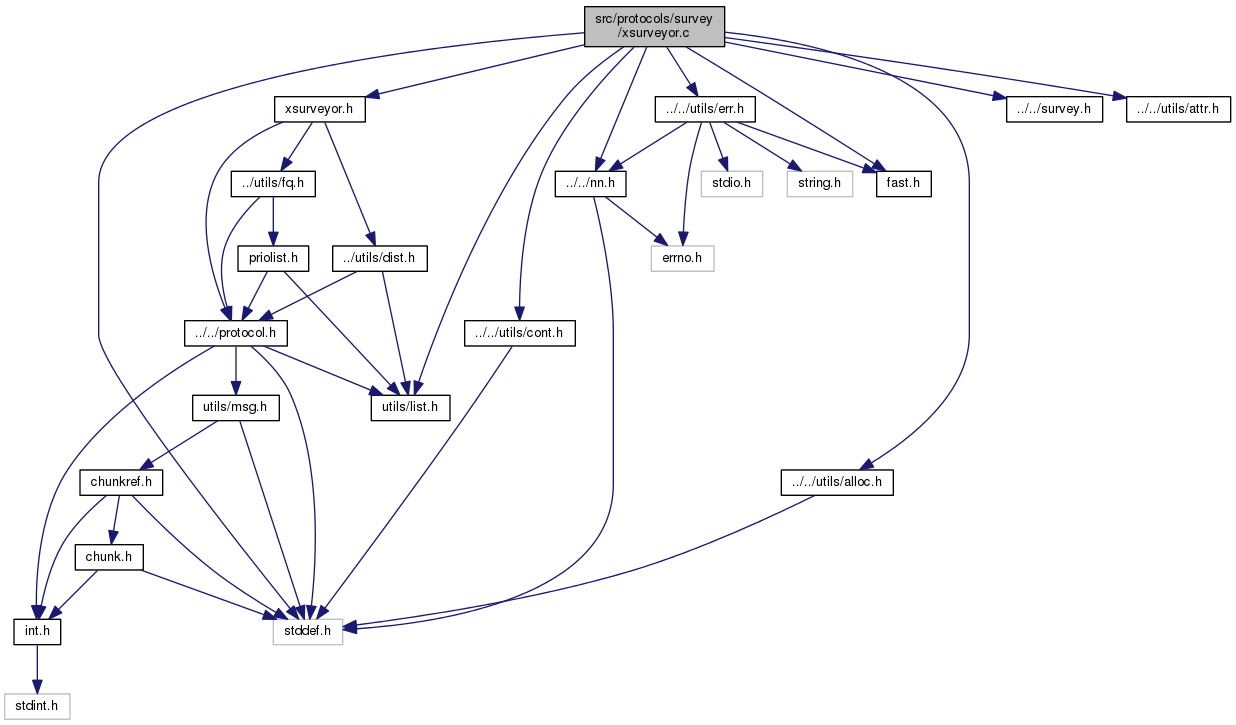 src/protocols/survey
/xsurveyor.c
xsurveyor.h
../../utils/err.h
../../survey.h
../../utils/attr.h
../utils/fq.h
../../nn.h
stdio.h
string.h
fast.h
priolist.h
../utils/dist.h
errno.h
../../protocol.h
../../utils/cont.h
utils/msg.h
utils/list.h
chunkref.h
../../utils/alloc.h
chunk.h
int.h
stddef.h
stdint.h